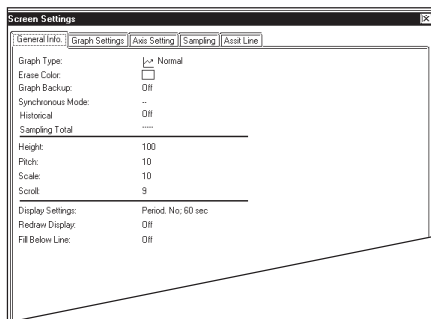 Screen Settings
General Info. Graph Settings Axis Setting Sampling Assit Line
Graph Type: Normal
Erase Color:
Graph Backup: Off
Synchronous Mode: --
Historical Off
Sampling Total -----
Height: 100
Pitch: 10
Scale: 10
Scroll: 9
Display Settings: Period. No; 60 sec
Redraw Display: Off
Fill Below Line: Off